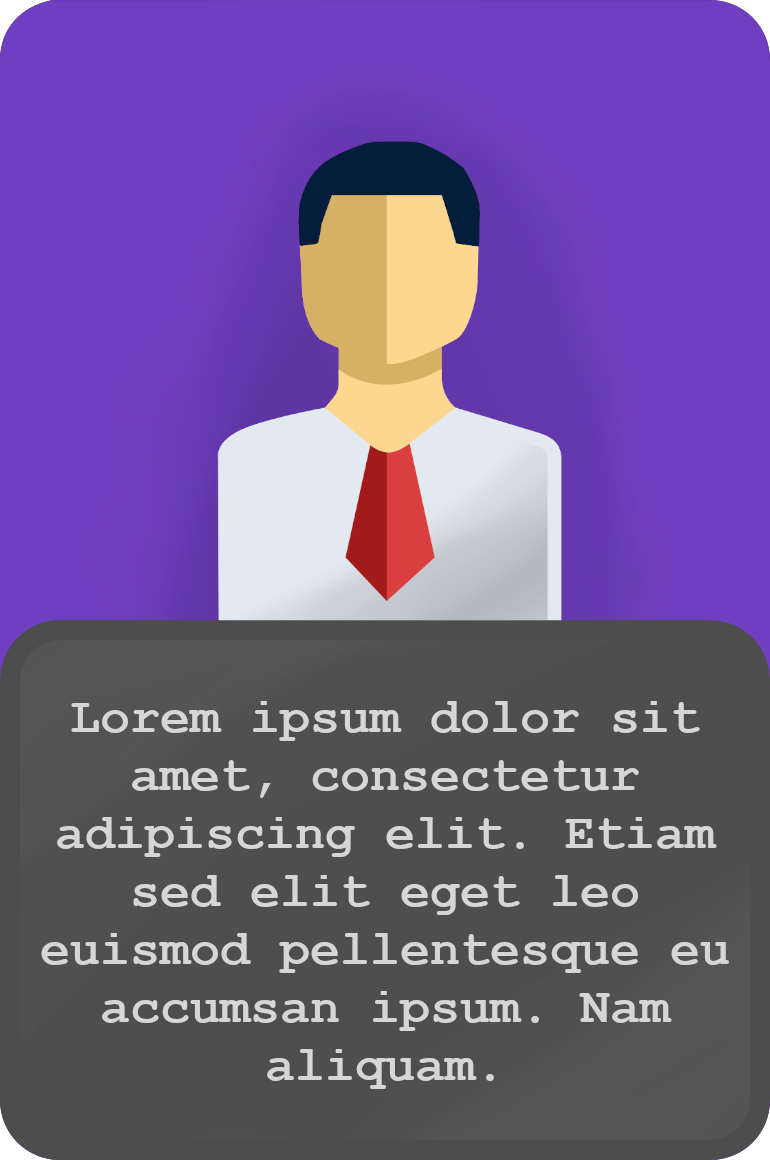 Lorem ipsum dolor sit
amet, consectetur
adipiscing elit. Etiam
sed elit eget leo
euismod pellentesque eu
accumsan ipsum. Nam
aliquam.